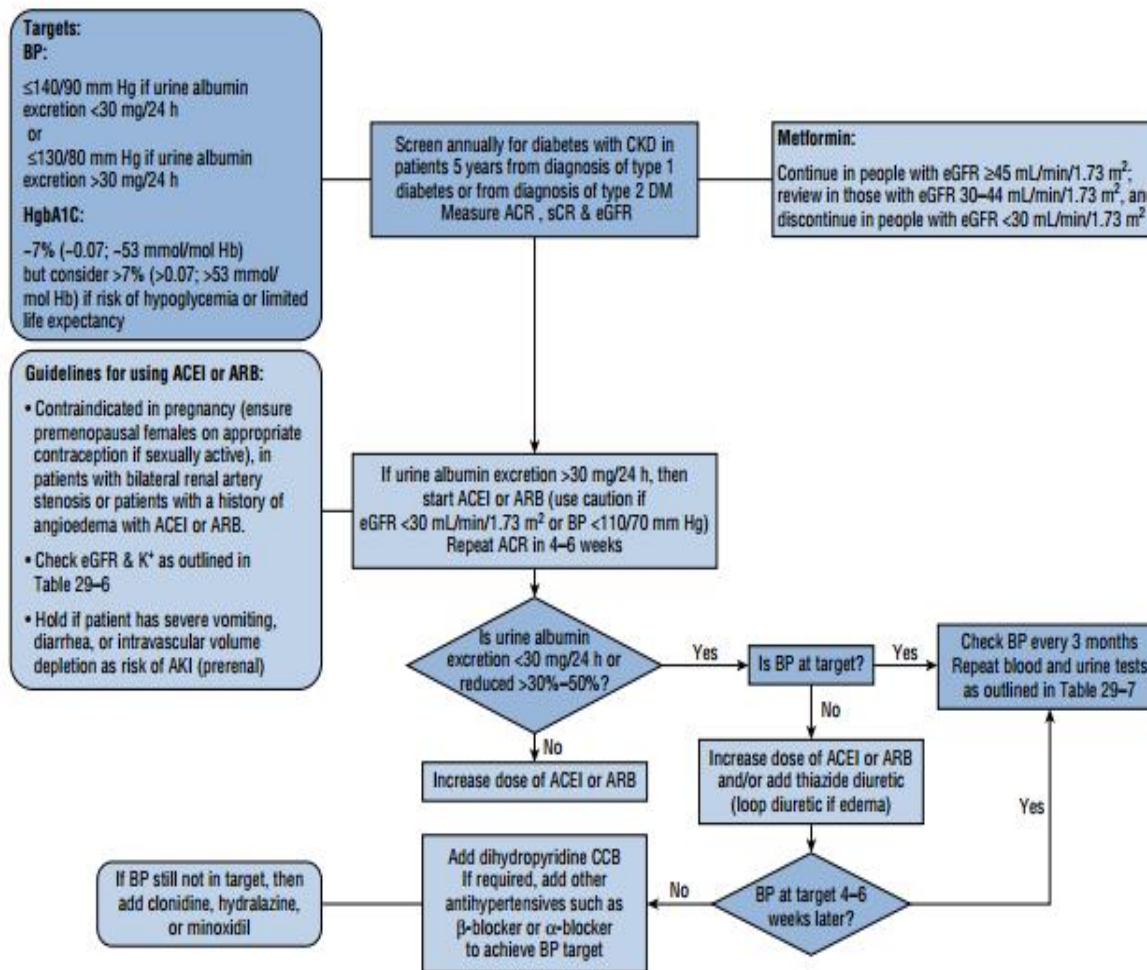 Targets:
BP:
≤140/90 mm Hg if urine albumin
excretion <30 mg/24 h
or
≤130/80 mm Hg if urine albumin
excretion >30 mg/24 h
HgbA1C:
~7% (~0.07; ~53 mmol/mol Hb)
but consider >7% (>0.07; >53 mmol/
mol Hb) if risk of hypoglycemia or limited
life expectancy
Screen annually for diabetes with CKD in
patients 5 years from diagnosis of type 1
diabetes or from diagnosis of type 2 DM
Measure ACR , sCR & eGFR
Metformin:
Continue in people with eGFR ≥45 mL/min/1.73 m²;
review in those with eGFR 30–44 mL/min/1.73 m², an
discontinue in people with eGFR <30 mL/min/1.73 m²
Guidelines for using ACEI or ARB:
• Contraindicated in pregnancy (ensure
premenopausal females on appropriate
contraception if sexually active), in
patients with bilateral renal artery
stenosis or patients with a history of
angioedema with ACEI or ARB.
• Check eGFR & K⁺ as outlined in
Table 29–6
• Hold if patient has severe vomiting,
diarrhea, or intravascular volume
depletion as risk of AKI (prerenal)
If urine albumin excretion >30 mg/24 h, then
start ACEI or ARB (use caution if
eGFR <30 mL/min/1.73 m² or BP <110/70 mm Hg)
Repeat ACR in 4–6 weeks
Is urine albumin
excretion <30 mg/24 h or
reduced >30%–50%?
Yes
Is BP at target?
Yes
Check BP every 3 months
Repeat blood and urine tests
as outlined in Table 29–7
No
Increase dose of ACEI or ARB
No
Increase dose of ACEI or ARB
and/or add thiazide diuretic
(loop diuretic if edema)
Yes
BP at target 4–6
weeks later?
No
Add dihydropyridine CCB
If required, add other
antihypertensives such as
β-blocker or α-blocker
to achieve BP target
If BP still not in target, then
add clonidine, hydralazine,
or minoxidil